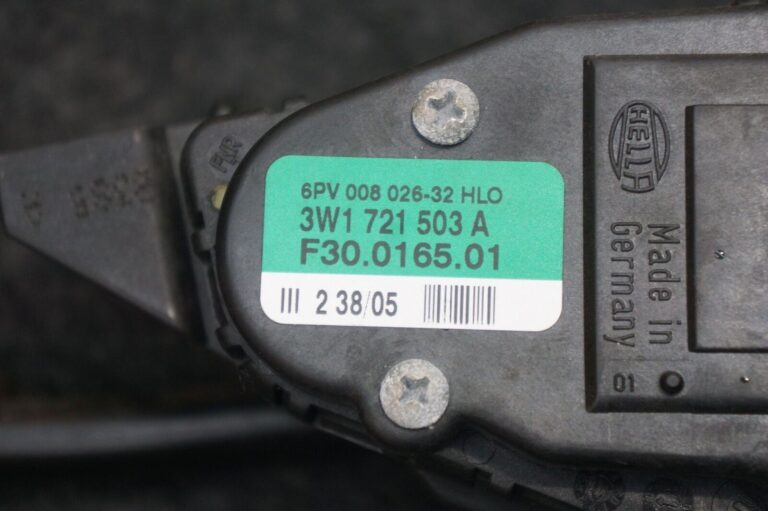 6PV 008 026-32 HLO
3W1 721 503 A
F30.0165.01
III 2 38/05
HELLA
Made in
Germany
01